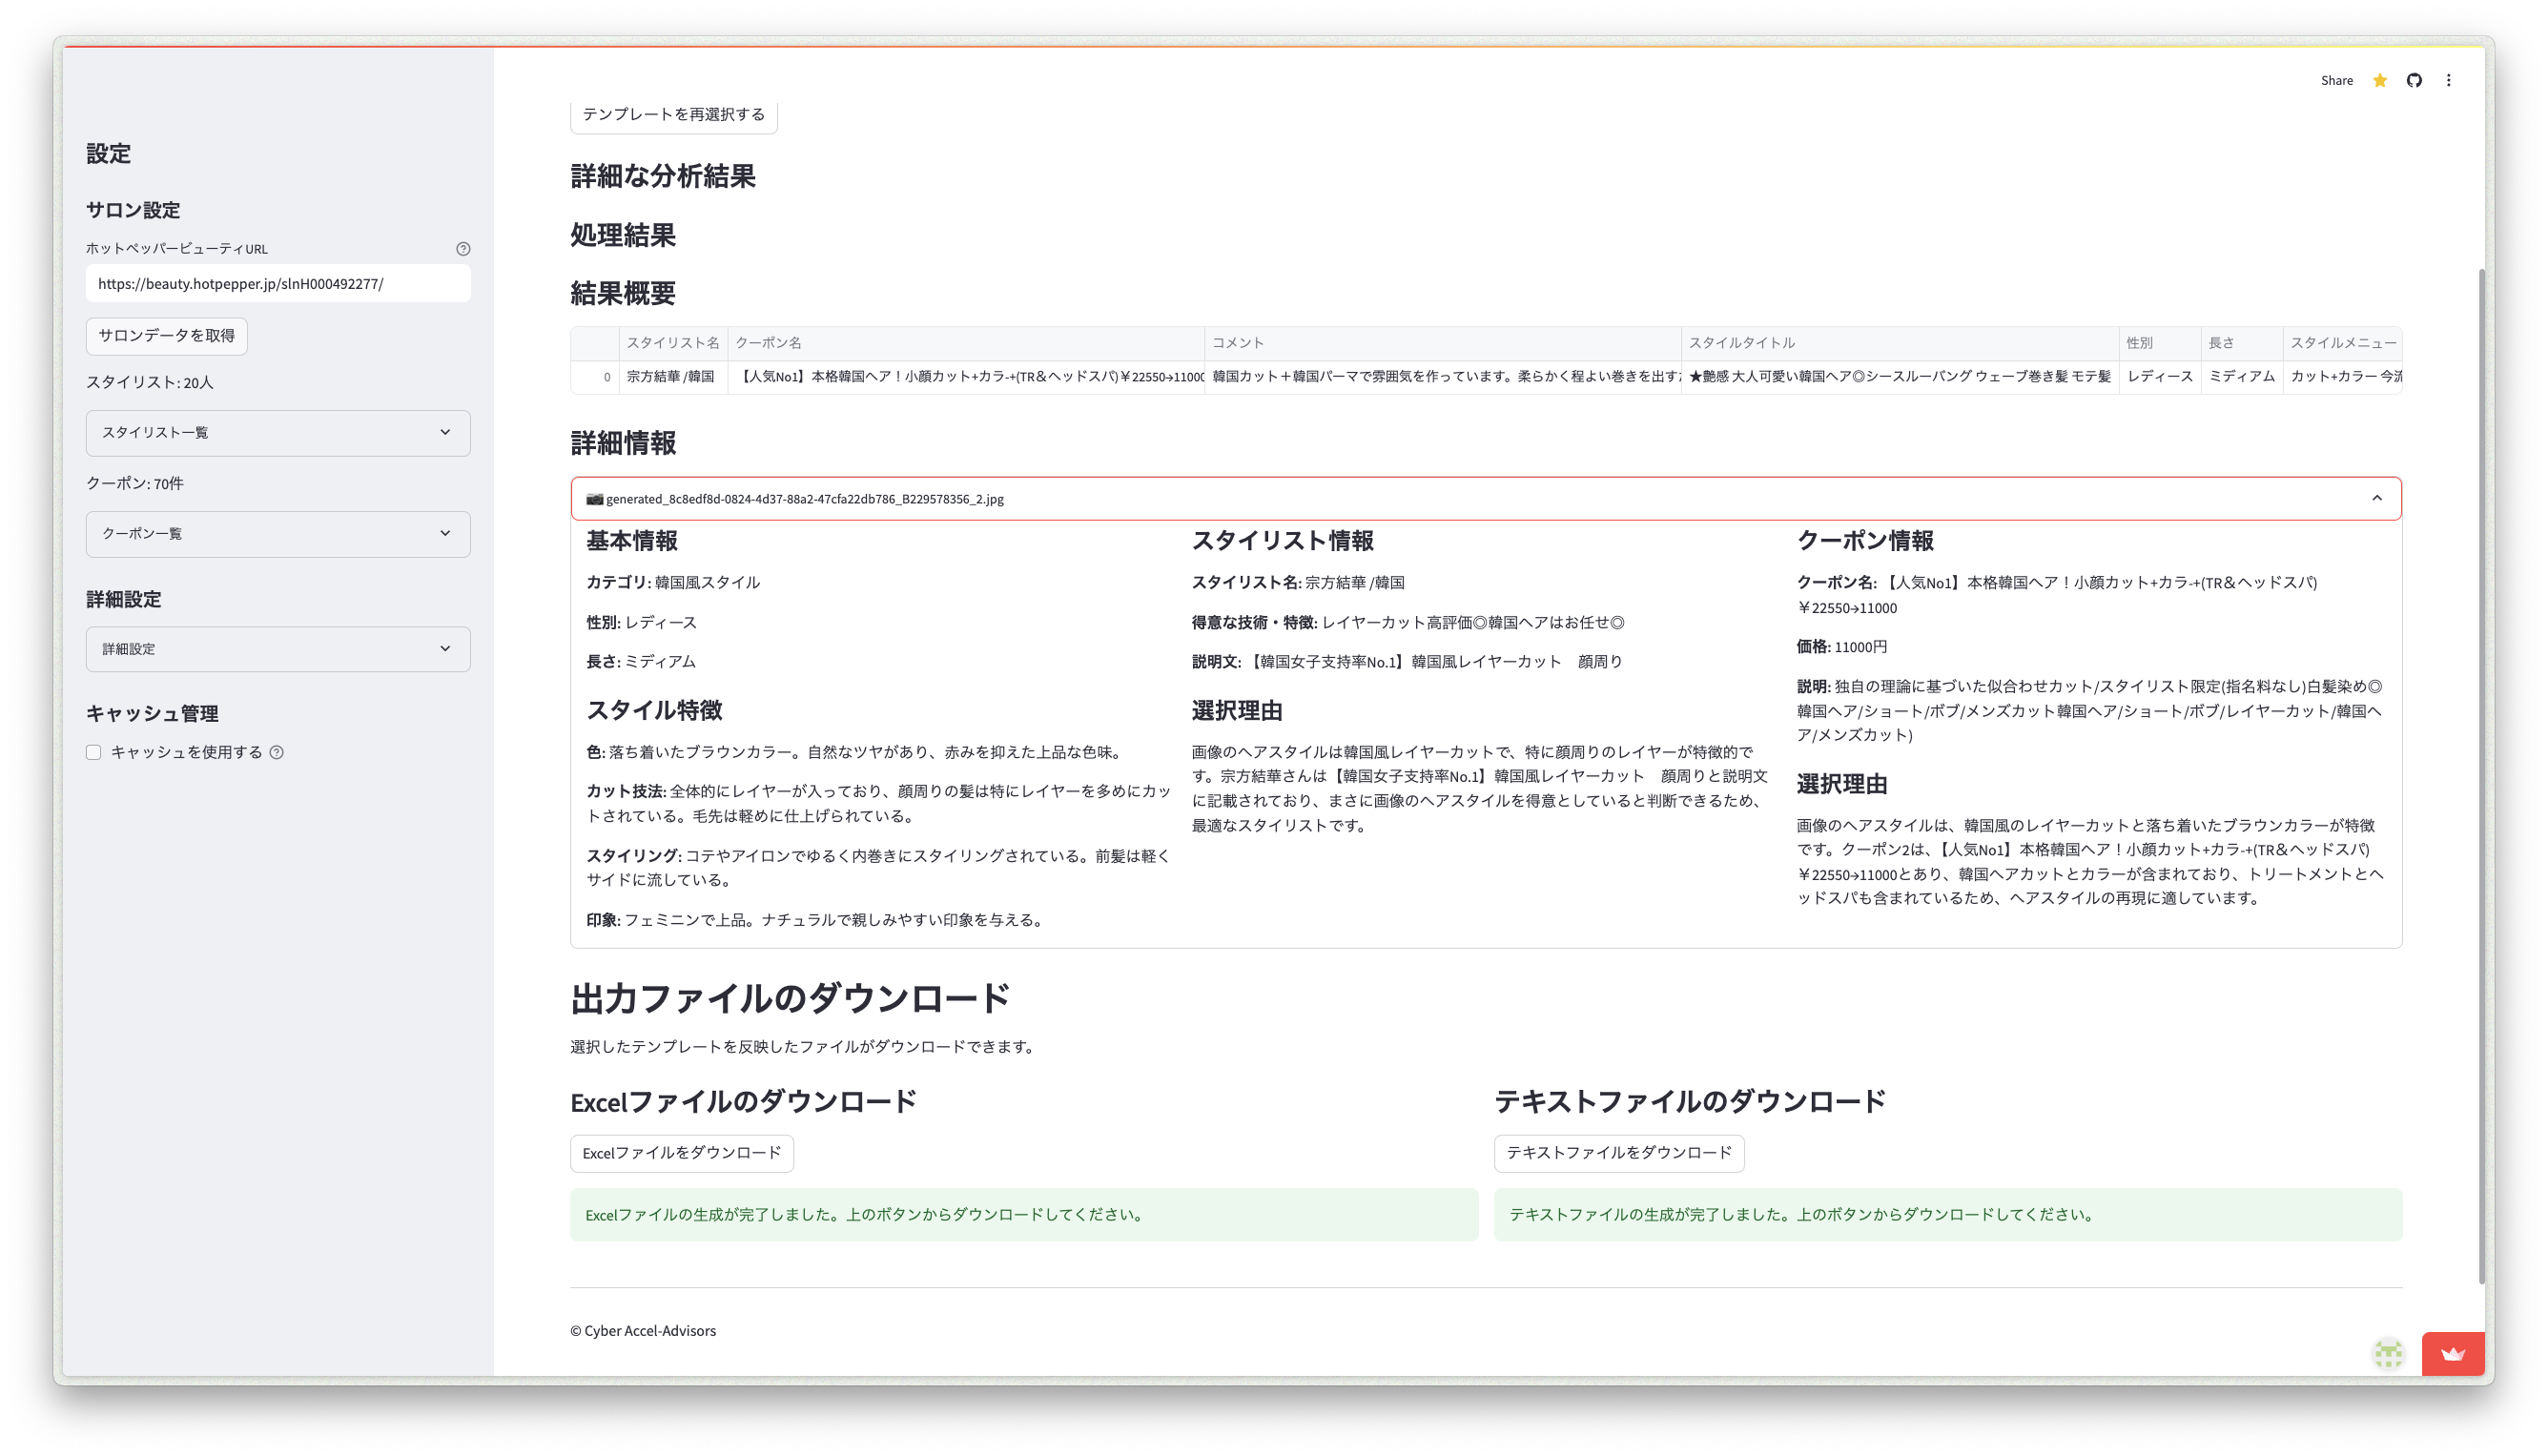 設定
サロン設定
ホットペッパービューティURL
https://beauty.hotpepper.jp/slnH000492277/
サロンデータを取得
スタイリスト: 20人
スタイリスト一覧
クーポン: 70件
クーポン一覧
詳細設定
詳細設定
キャッシュ管理
キャッシュを使用する
Share
テンプレートを再選択する
詳細な分析結果
処理結果
結果概要
スタイリスト名 クーポン名 コメント スタイルタイトル 性別 長さ スタイルメニュー
0 宗方結華 /韓国 【人気No1】本格韓国ヘア！小顔カット+カラ-+(TR＆ヘッドスパ)￥22550→11000 韓国カット＋韓国パーマで雰囲気を作っています。柔らかく程よい巻きを出す ★艶感 大人可愛い韓国ヘア◎シースルーバング ウェーブ巻き髪 モテ髪 レディース ミディアム カット+カラー 今流
詳細情報
generated_8c8edf8d-0824-4d37-88a2-47cfa22db786_B229578356_2.jpg
基本情報
カテゴリ: 韓国風スタイル
性別: レディース
長さ: ミディアム
スタイル特徴
色: 落ち着いたブラウンカラー。自然なツヤがあり、赤みを抑えた上品な色味。
カット技法: 全体的にレイヤーが入っており、顔周りの髪は特にレイヤーを多めにカッ
トされている。毛先は軽めに仕上げられている。
スタイリング: コテやアイロンでゆるく内巻きにスタイリングされている。前髪は軽く
サイドに流している。
印象: フェミニンで上品。ナチュラルで親しみやすい印象を与える。
スタイリスト情報
スタイリスト名: 宗方結華 /韓国
得意な技術・特徴: レイヤーカット高評価◎韓国ヘアはお任せ◎
説明文: 【韓国女子支持率No.1】韓国風レイヤーカット　顔周り
選択理由
画像のヘアスタイルは韓国風レイヤーカットで、特に顔周りのレイヤーが特徴的で
す。宗方結華さんは【韓国女子支持率No.1】韓国風レイヤーカット　顔周りと説明文
に記載されており、まさに画像のヘアスタイルを得意としていると判断できるため、
最適なスタイリストです。
クーポン情報
クーポン名: 【人気No1】本格韓国ヘア！小顔カット+カラ-+(TR＆ヘッドスパ)
￥22550→11000
価格: 11000円
説明: 独自の理論に基づいた似合わせカット/スタイリスト限定(指名料なし)白髪染め◎
韓国ヘア/ショート/ボブ/メンズカット韓国ヘア/ショート/ボブ/レイヤーカット/韓国ヘ
ア/メンズカット)
選択理由
画像のヘアスタイルは、韓国風のレイヤーカットと落ち着いたブラウンカラーが特徴
です。クーポン2は、【人気No1】本格韓国ヘア！小顔カット+カラ-+(TR＆ヘッドスパ)
￥22550→11000とあり、韓国ヘアカットとカラーが含まれており、トリートメントとヘ
ッドスパも含まれているため、ヘアスタイルの再現に適しています。
出力ファイルのダウンロード
選択したテンプレートを反映したファイルがダウンロードできます。
Excelファイルのダウンロード
Excelファイルをダウンロード
Excelファイルの生成が完了しました。上のボタンからダウンロードしてください。
テキストファイルのダウンロード
テキストファイルをダウンロード
テキストファイルの生成が完了しました。上のボタンからダウンロードしてください。
© Cyber Accel-Advisors